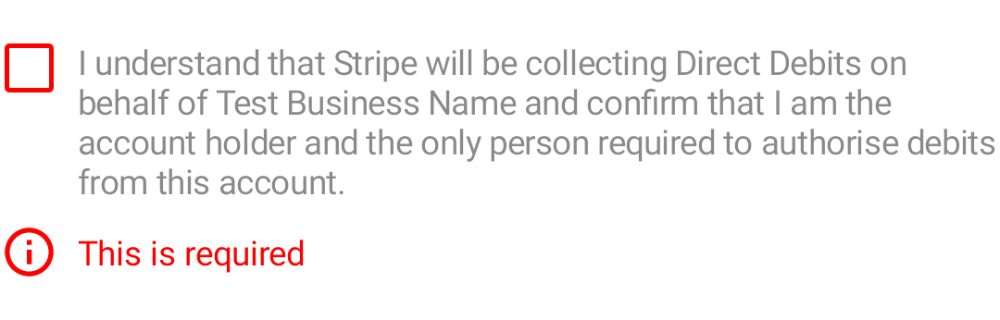 I understand that Stripe will be collecting Direct Debits on
behalf of Test Business Name and confirm that I am the
account holder and the only person required to authorise debits
from this account.
This is required